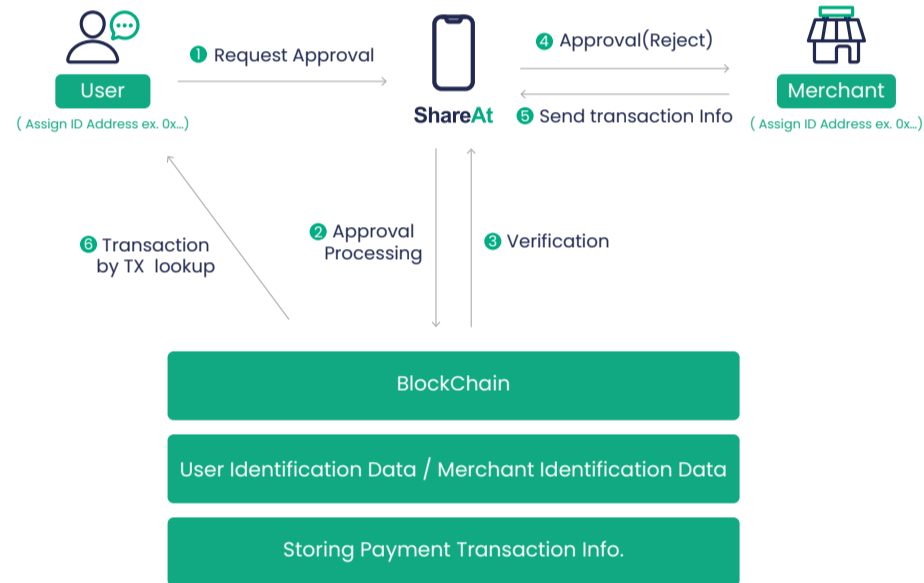 ❶ Request Approval
❹ Approval(Reject)
User
ShareAt
❺ Send transaction Info
Merchant
( Assign ID Address ex. 0x...)
( Assign ID Address ex. 0x...)
❻ Transaction
by TX lookup
❷ Approval
Processing
❸ Verification
BlockChain
User Identification Data / Merchant Identification Data
Storing Payment Transaction Info.